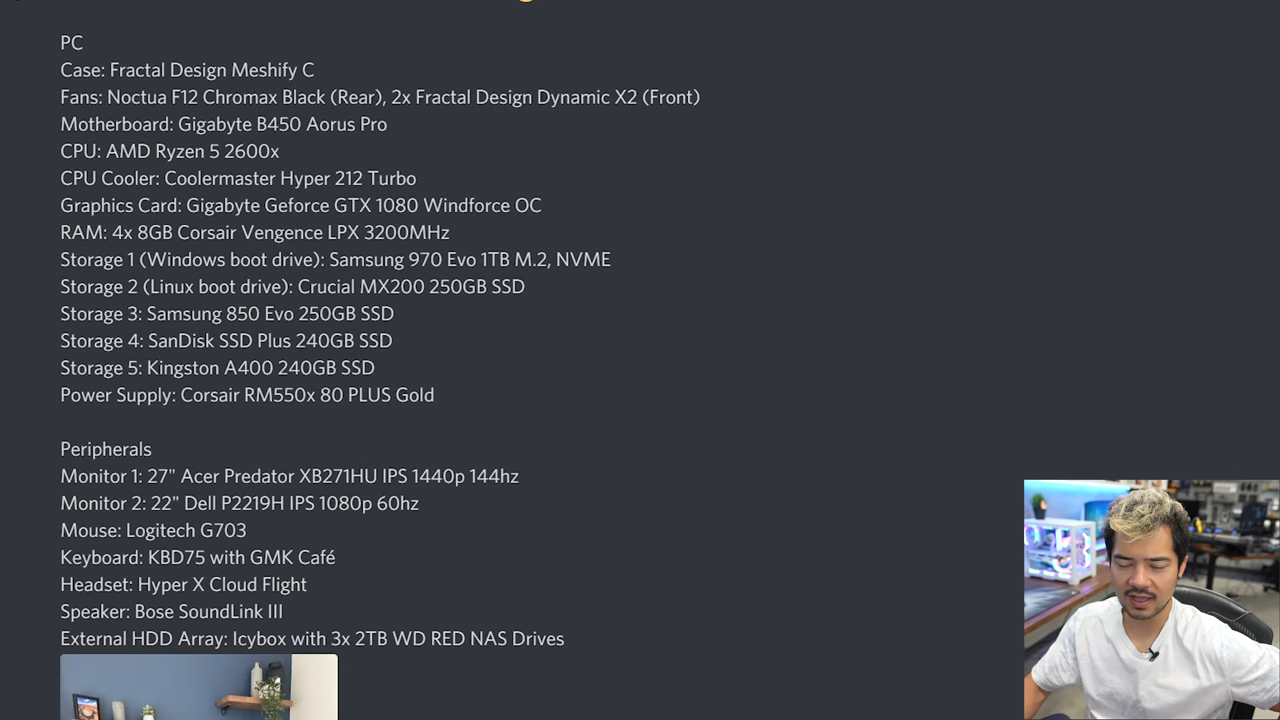 PC
Case: Fractal Design Meshify C
Fans: Noctua F12 Chromax Black (Rear), 2x Fractal Design Dynamic X2 (Front)
Motherboard: Gigabyte B450 Aorus Pro
CPU: AMD Ryzen 5 2600x
CPU Cooler: Coolermaster Hyper 212 Turbo
Graphics Card: Gigabyte Geforce GTX 1080 Windforce OC
RAM: 4x 8GB Corsair Vengence LPX 3200MHz
Storage 1 (Windows boot drive): Samsung 970 Evo 1TB M.2, NVME
Storage 2 (Linux boot drive): Crucial MX200 250GB SSD
Storage 3: Samsung 850 Evo 250GB SSD
Storage 4: SanDisk SSD Plus 240GB SSD
Storage 5: Kingston A400 240GB SSD
Power Supply: Corsair RM550x 80 PLUS Gold
Peripherals
Monitor 1: 27" Acer Predator XB271HU IPS 1440p 144hz
Monitor 2: 22" Dell P2219H IPS 1080p 60hz
Mouse: Logitech G703
Keyboard: KBD75 with GMK Café
Headset: Hyper X Cloud Flight
Speaker: Bose SoundLink III
External HDD Array: Icybox with 3x 2TB WD RED NAS Drives